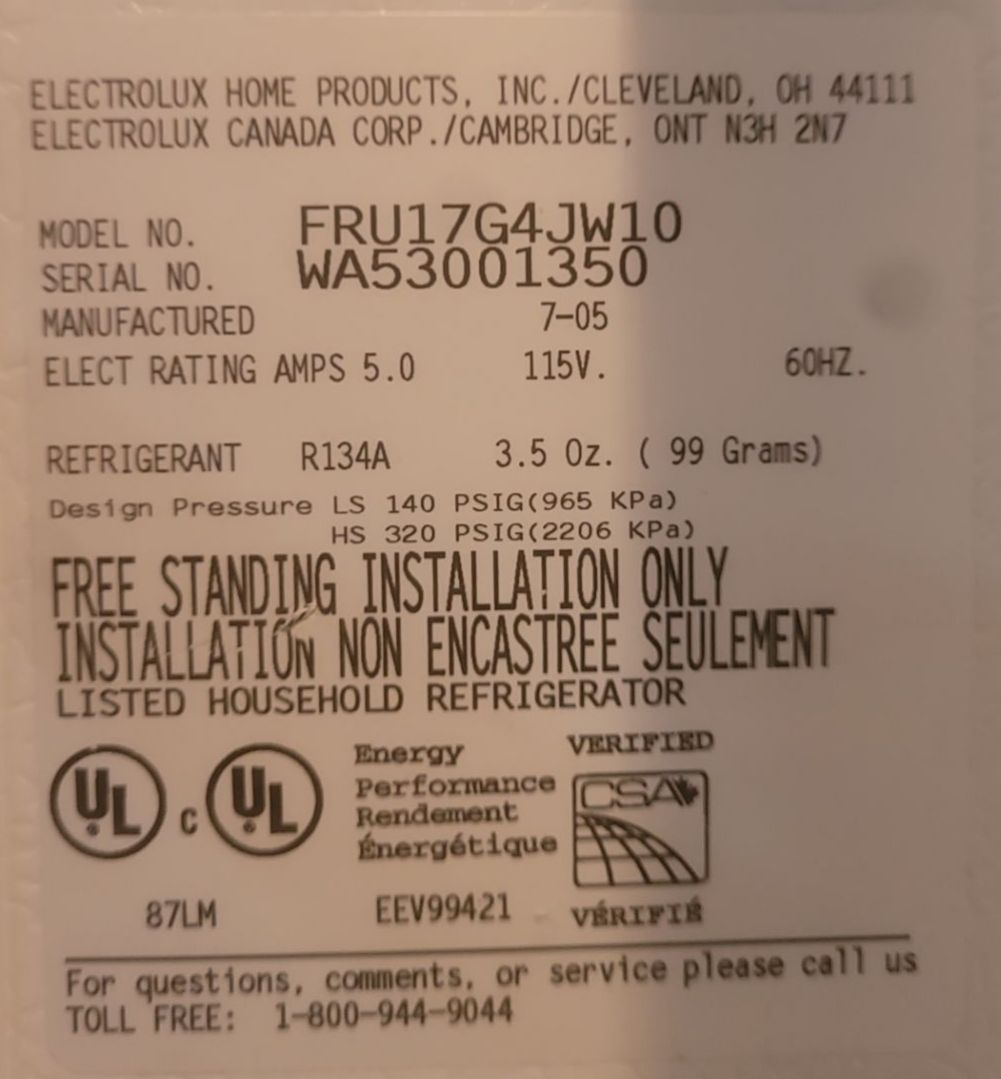 ELECTROLUX HOME PRODUCTS, INC./CLEVELAND, OH 44111
ELECTROLUX CANADA CORP./CAMBRIDGE, ONT N3H 2N7
MODEL NO. FRU17G4JW10
SERIAL NO. WA53001350
MANUFACTURED 7-05
ELECT RATING AMPS 5.0 115V. 60HZ.
REFRIGERANT R134A 3.5 Oz. ( 99 Grams)
Design Pressure LS 140 PSIG(965 KPa)
HS 320 PSIG(2206 KPa)
FREE STANDING INSTALLATION ONLY
INSTALLATION NON ENCASTREE SEULEMENT
LISTED HOUSEHOLD REFRIGERATOR
UL ® C UL ®
Energy
Performance
Rendement
Énergétique
VERIFIED
CSA
VÉRIFIÉ
87LM EEV99421
For questions, comments, or service please call us
TOLL FREE: 1-800-944-9044